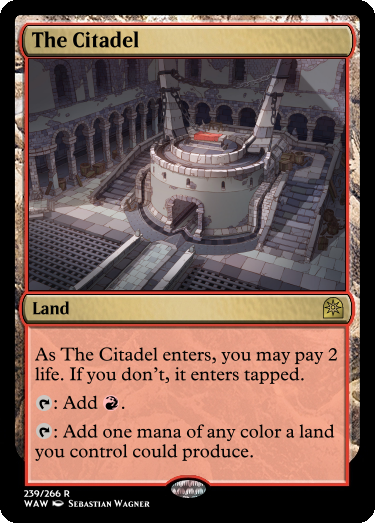 The Citadel
Land
As The Citadel enters, you may pay 2
life. If you don't, it enters tapped.
: Add .
: Add one mana of any color a land
you control could produce.
239/266 R
WAW Sebastian Wagner